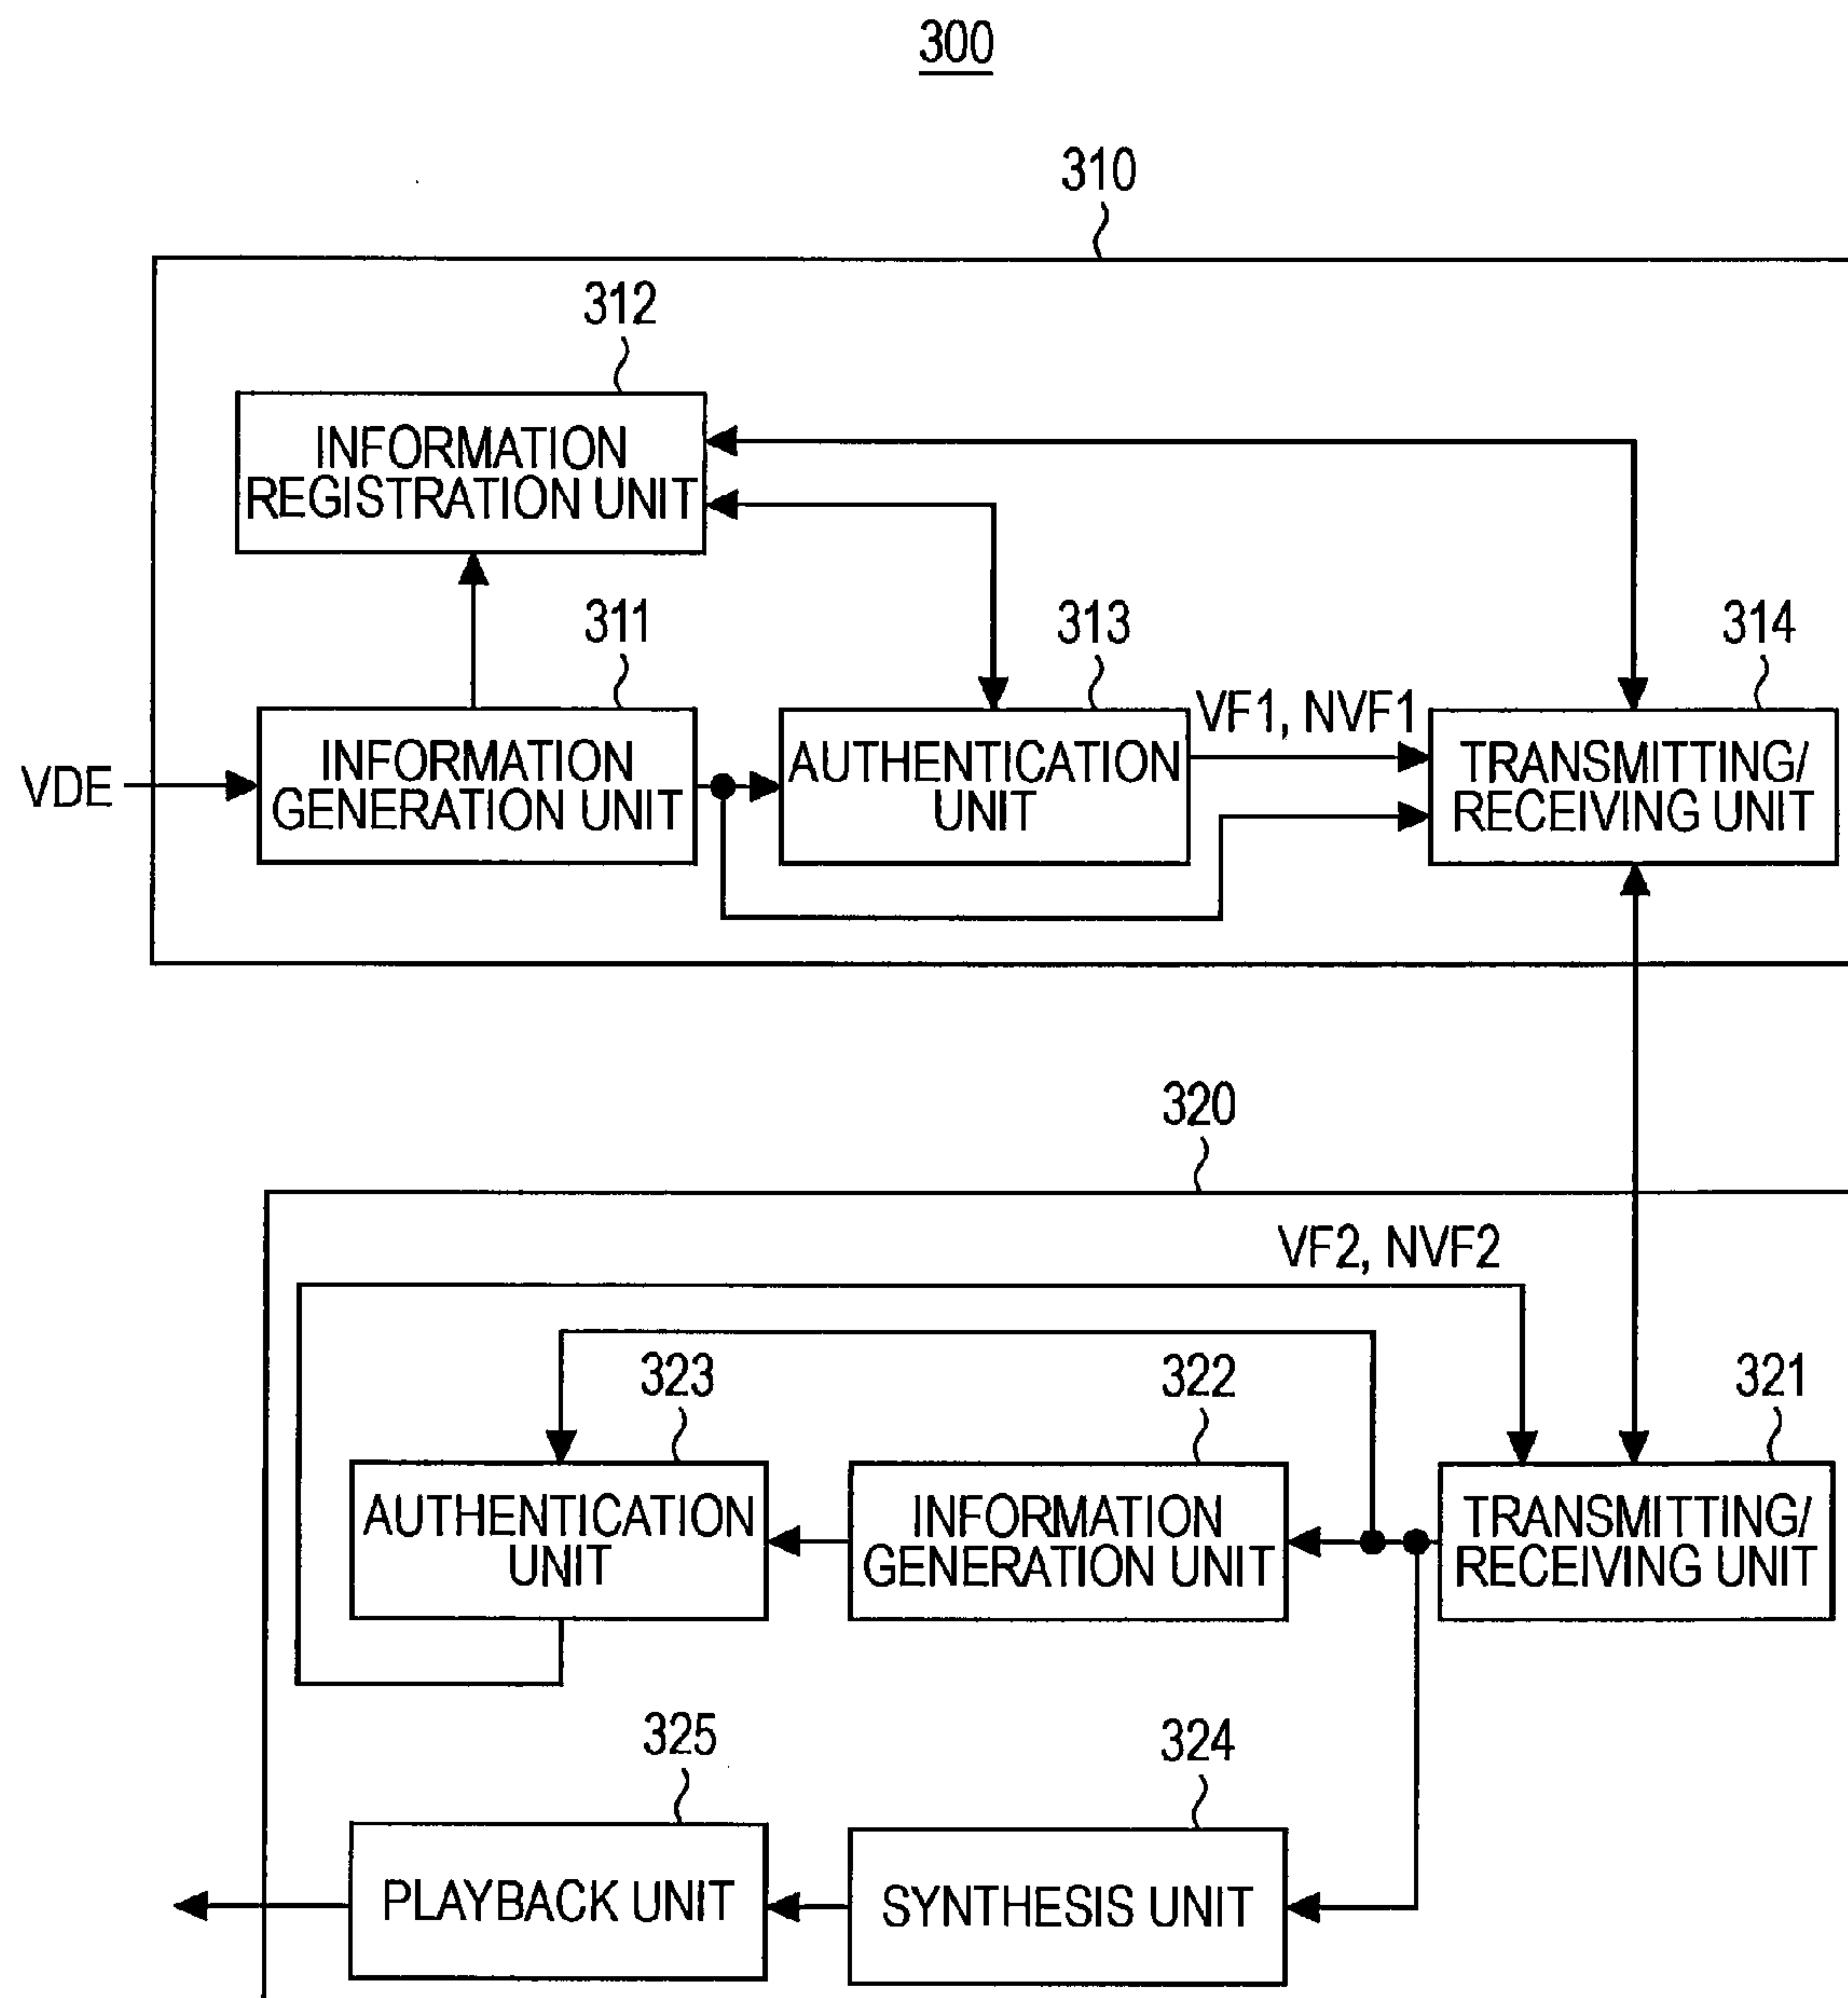 300
310
312
INFORMATION
REGISTRATION UNIT
311
313
314
VF1, NVF1
VDE
INFORMATION
GENERATION UNIT
AUTHENTICATION
UNIT
TRANSMITTING/
RECEIVING UNIT
320
VF2, NVF2
323
322
321
AUTHENTICATION
UNIT
INFORMATION
GENERATION UNIT
TRANSMITTING/
RECEIVING UNIT
325
324
PLAYBACK UNIT
SYNTHESIS UNIT